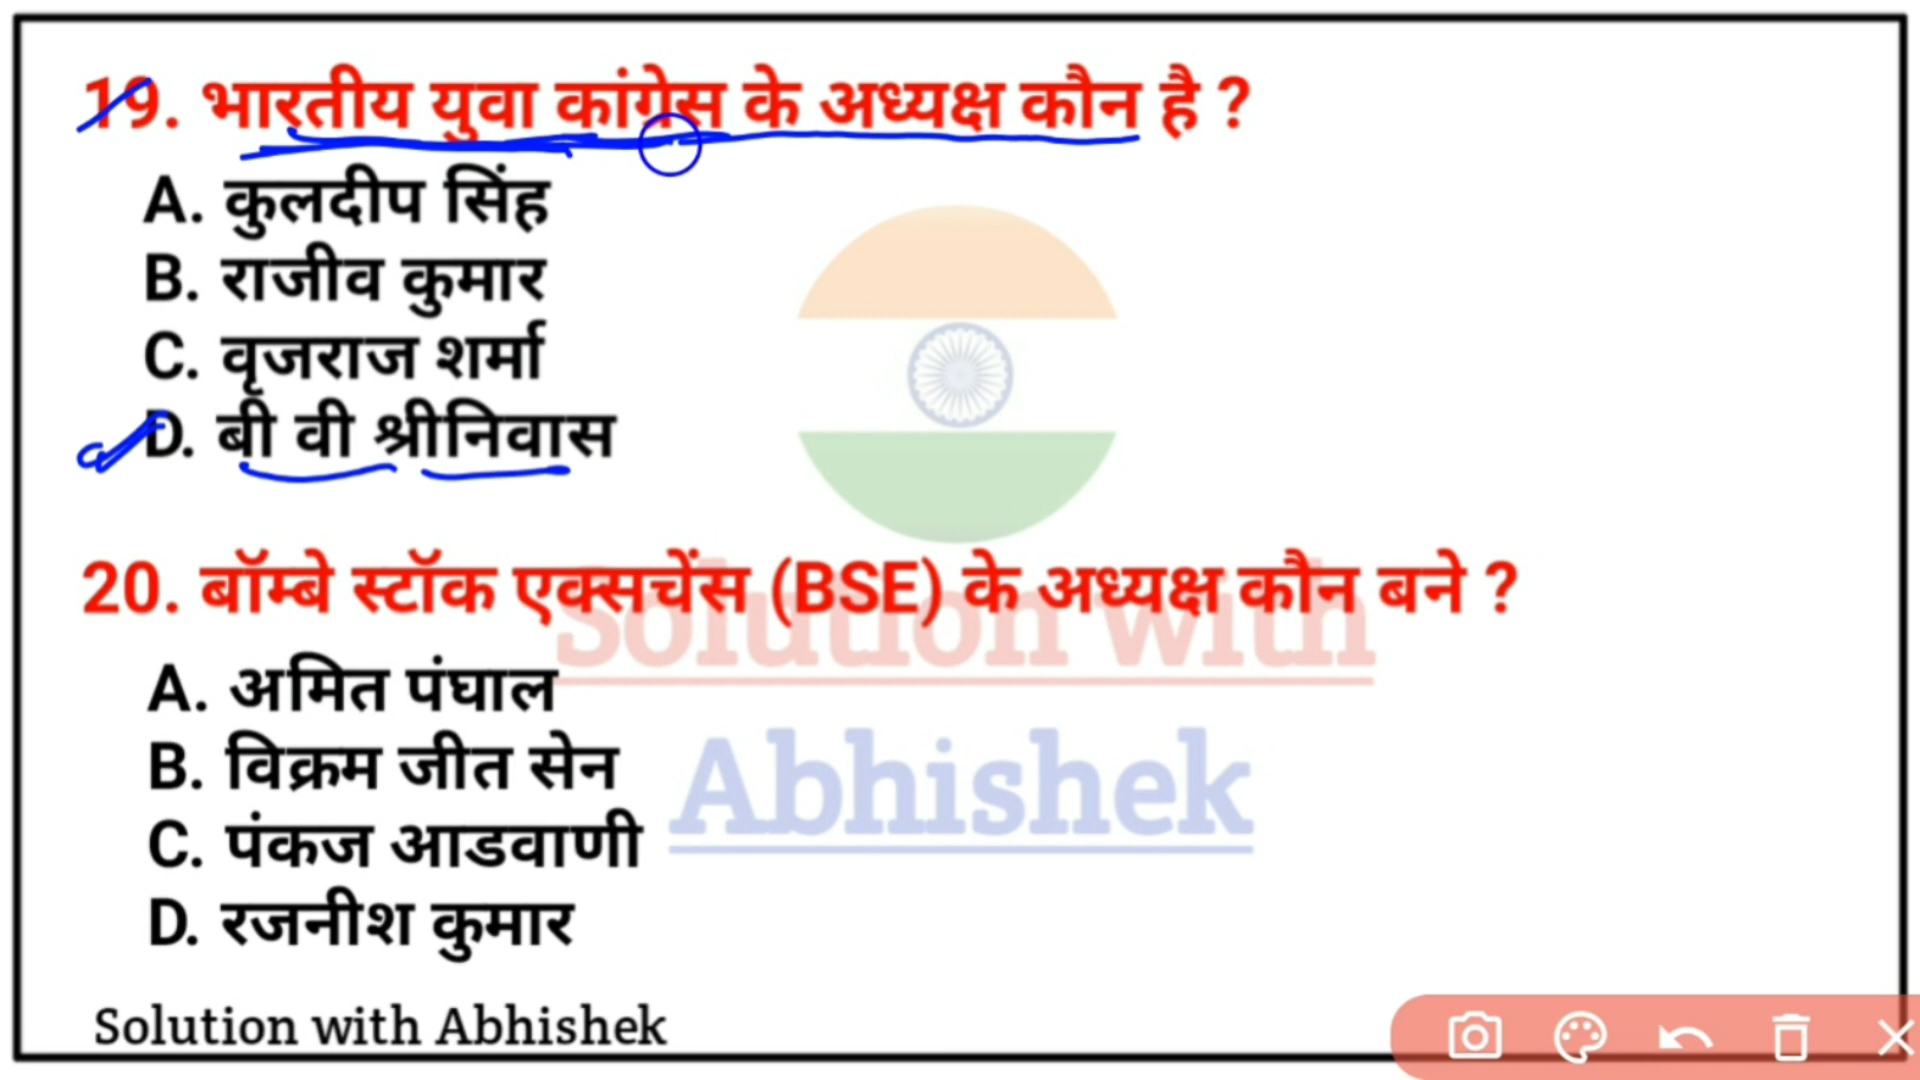 19. भारतीय युवा कांग्रेस के अध्यक्ष कौन है ?
A. कुलदीप सिंह
B. राजीव कुमार
C. वृजराज शर्मा
D. बी वी श्रीनिवास
20. बॉम्बे स्टॉक एक्सचेंस (BSE) के अध्यक्ष कौन बने ?
Solution with
A. अमित पंघाल
B. विक्रम जीत सेन
Abhishek
C. पंकज आडवाणी
D. रजनीश कुमार
Solution with Abhishek